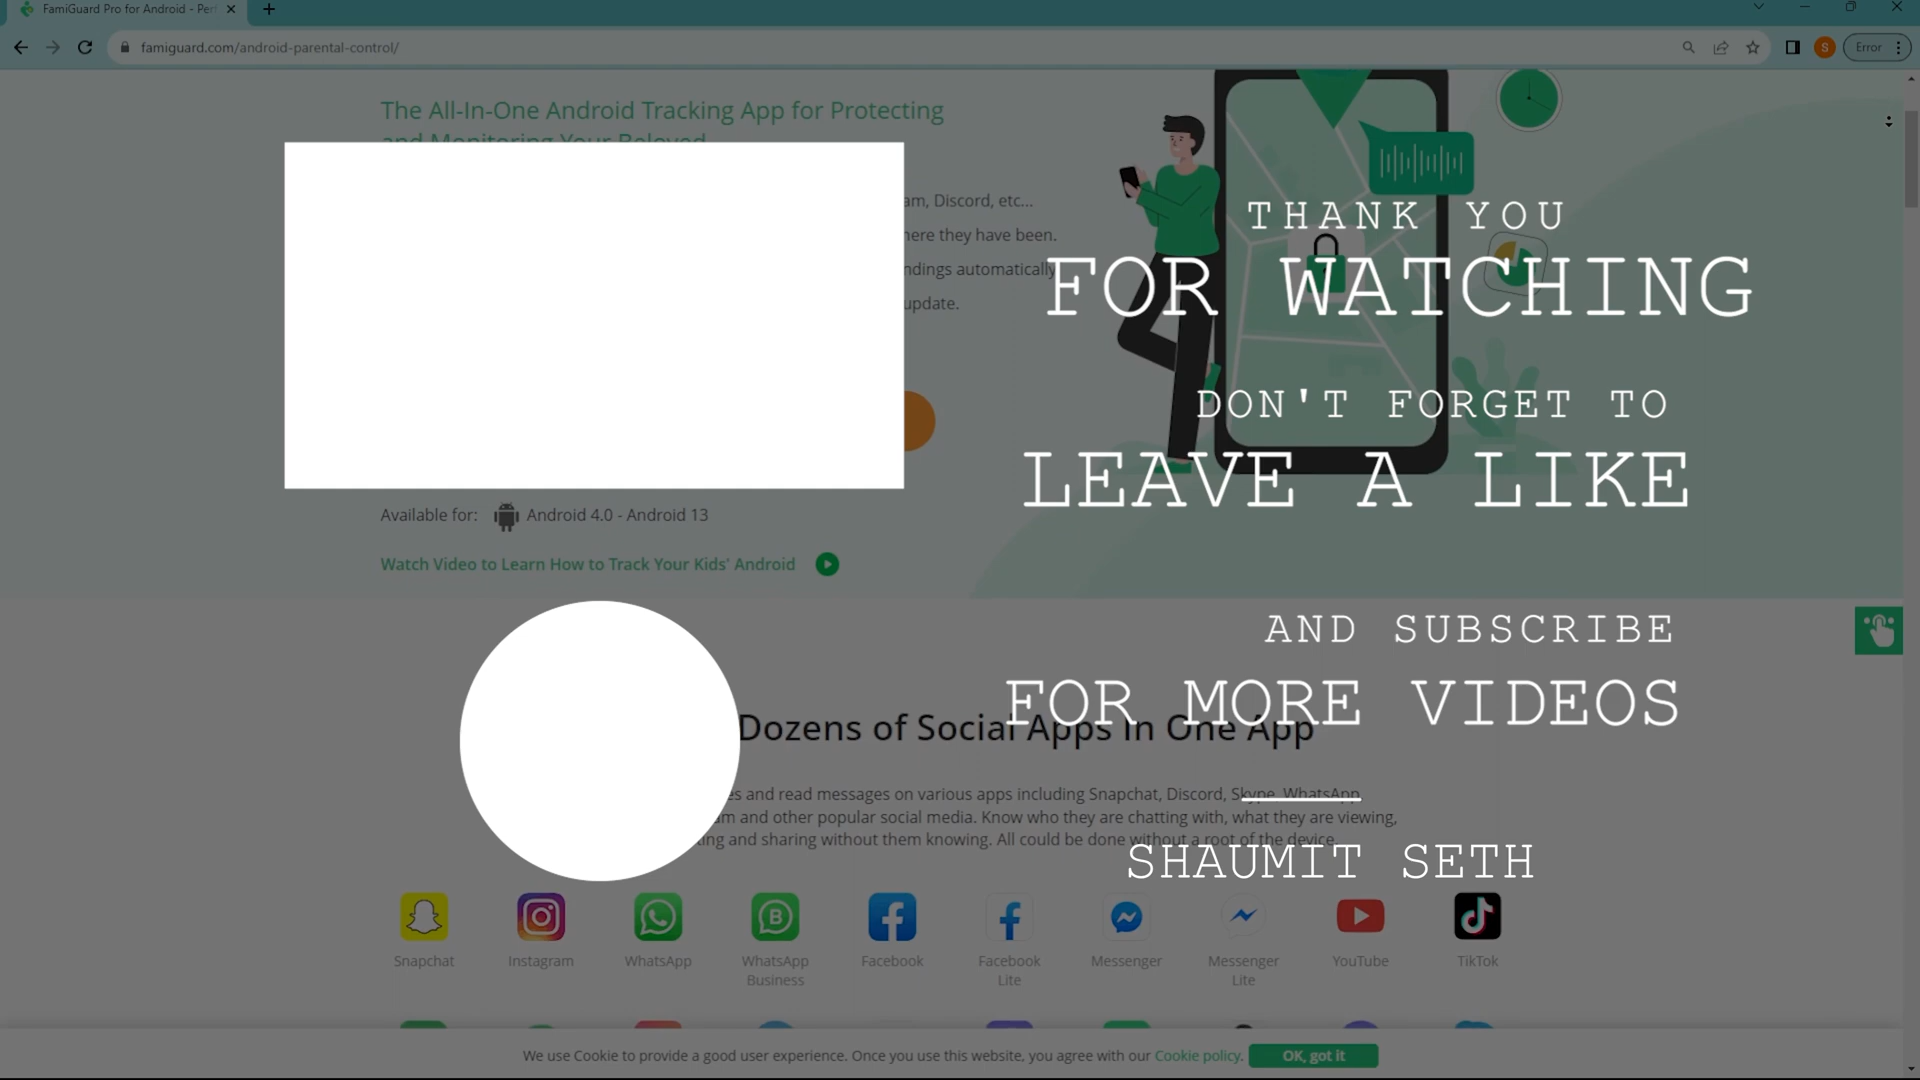 FamiGuard Pro for Android - Per
famiguard.com/android-parental-control/
S
Error
The All-In-One Android Tracking App for Protecting
and Monitoring Your Beloved
am, Discord, etc...
here they have been.
ndings automatically
update.
THANK YOU
FOR WATCHING
DON'T FORGET TO
LEAVE A LIKE
Available for: Android 4.0 - Android 13
Watch Video to Learn How to Track Your Kids' Android
AND SUBSCRIBE
FOR MORE VIDEOS
Dozens of Social Apps in One App
es and read messages on various apps including Snapchat, Discord, Skype, WhatsApp,
am and other popular social media. Know who they are chatting with, what they are viewing,
ing and sharing without them knowing. All could be done without a root of the device.
SHAUMIT SETH
Snapchat
Instagram
WhatsApp
WhatsApp Business
Facebook
Facebook Lite
Messenger
Messenger Lite
YouTube
TikTok
We use Cookie to provide a good user experience. Once you use this website, you agree with our Cookie policy.
OK, got it